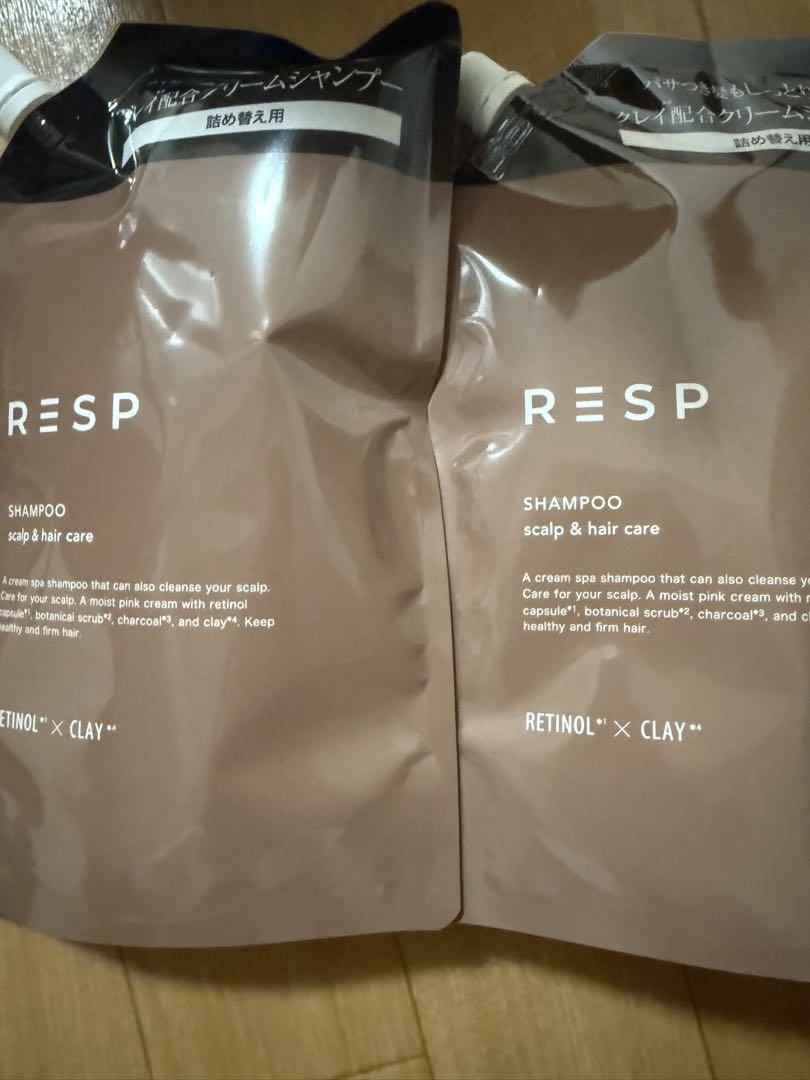 クレイ配合クリームシャンプー
詰め替え用
RESP
SHAMPOO
scalp & hair care
A cream spa shampoo that can also cleanse your scalp.
Care for your scalp. A moist pink cream with retinol
capsule*1, botanical scrub*2, charcoal*3, and clay*4. Keep
healthy and firm hair.
RETINOL*1 × CLAY*4
パサつき髪もしっと
クレイ配合クリーム
詰め替え用
RESP
SHAMPOO
scalp & hair care
A cream spa shampoo that can also cleanse yo
Care for your scalp. A moist pink cream with r
capsule*1, botanical scrub*2, charcoal*3, and cl
healthy and firm hair.
RETINOL*1 × CLAY*4